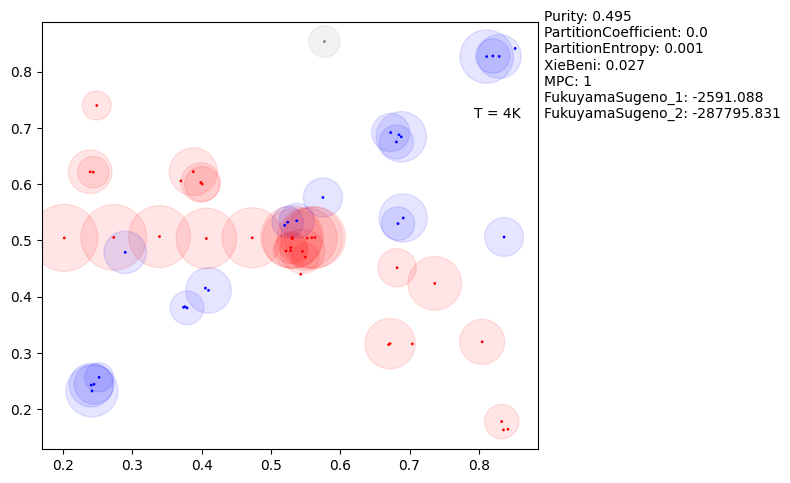 Purity: 0.495
PartitionCoefficient: 0.0
PartitionEntropy: 0.001
XieBeni: 0.027
MPC: 1
FukuyamaSugeno_1: -2591.088
FukuyamaSugeno_2: -287795.831
T = 4K
0.8
0.7
0.6
0.5
0.4
0.3
0.2
0.2 0.3 0.4 0.5 0.6 0.7 0.8